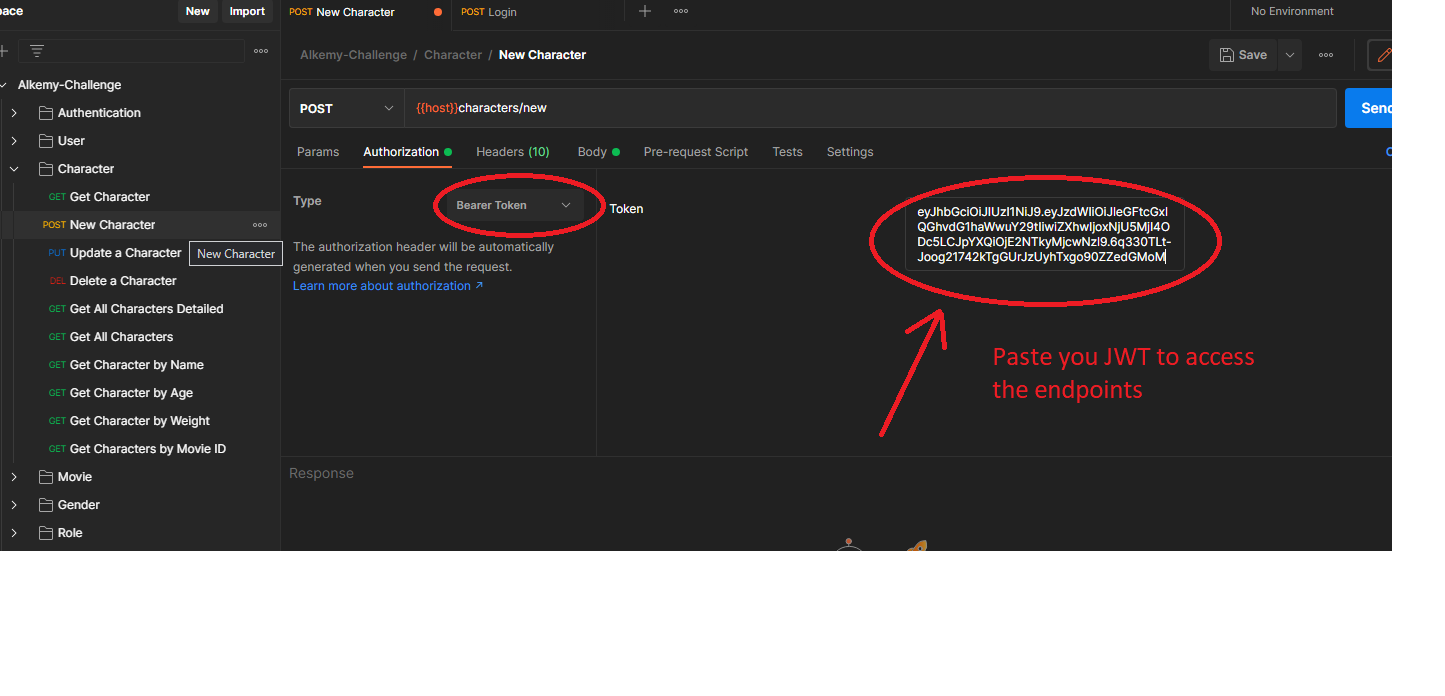 pace
New
Import
POST New Character
POST Login
No Environment
Alkemy-Challenge / Character / New Character
Save
Alkemy-Challenge
Authentication
User
Character
GET Get Character
POST New Character
PUT Update a Character
New Character
DEL Delete a Character
GET Get All Characters Detailed
GET Get All Characters
GET Get Character by Name
GET Get Character by Age
GET Get Character by Weight
GET Get Characters by Movie ID
Movie
Gender
Role
POST
{{host}}characters/new
Send
Params
Authorization
Headers (10)
Body
Pre-request Script
Tests
Settings
Type
Bearer Token
The authorization header will be automatically
generated when you send the request.
Learn more about authorization
Token
eyJhbGciOiJIUzI1NiJ9.eyJzdWIiOiJleGFtcGxl
QGhvdG1haWwuY29tIiwiZXhwIjoxNjU5MjI4O
Dc5LCJpYXQiOjE2NTkyMjcwNzl9.6q330TLt-
Joog21742kTgGUrJzUyhTxgo90ZZedGMoM
Paste you JWT to access
the endpoints
Response